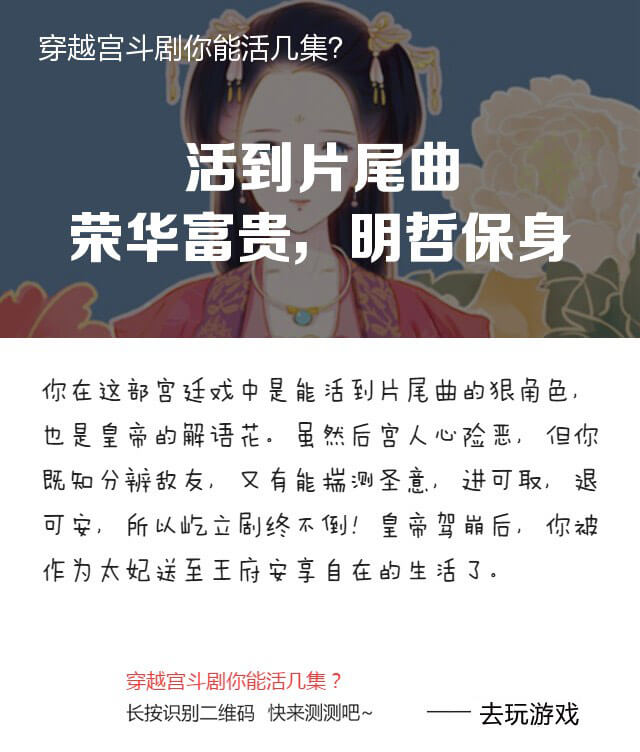 穿越宫斗剧你能活几集?
活到片尾曲
荣华富贵，明哲保身
你在这部宫廷戏中是能活到片尾曲的狠角色，
也是皇帝的解语花。虽然后宫人心险恶，但你
既知分辨敌友，又有能揣测圣意，进可取，退
可安，所以屹立剧终不倒！皇帝驾崩后，你被
作为太妃送至王府安享自在的生活了。
穿越宫斗剧你能活几集？
长按识别二维码 快来测测吧~
—— 去玩游戏